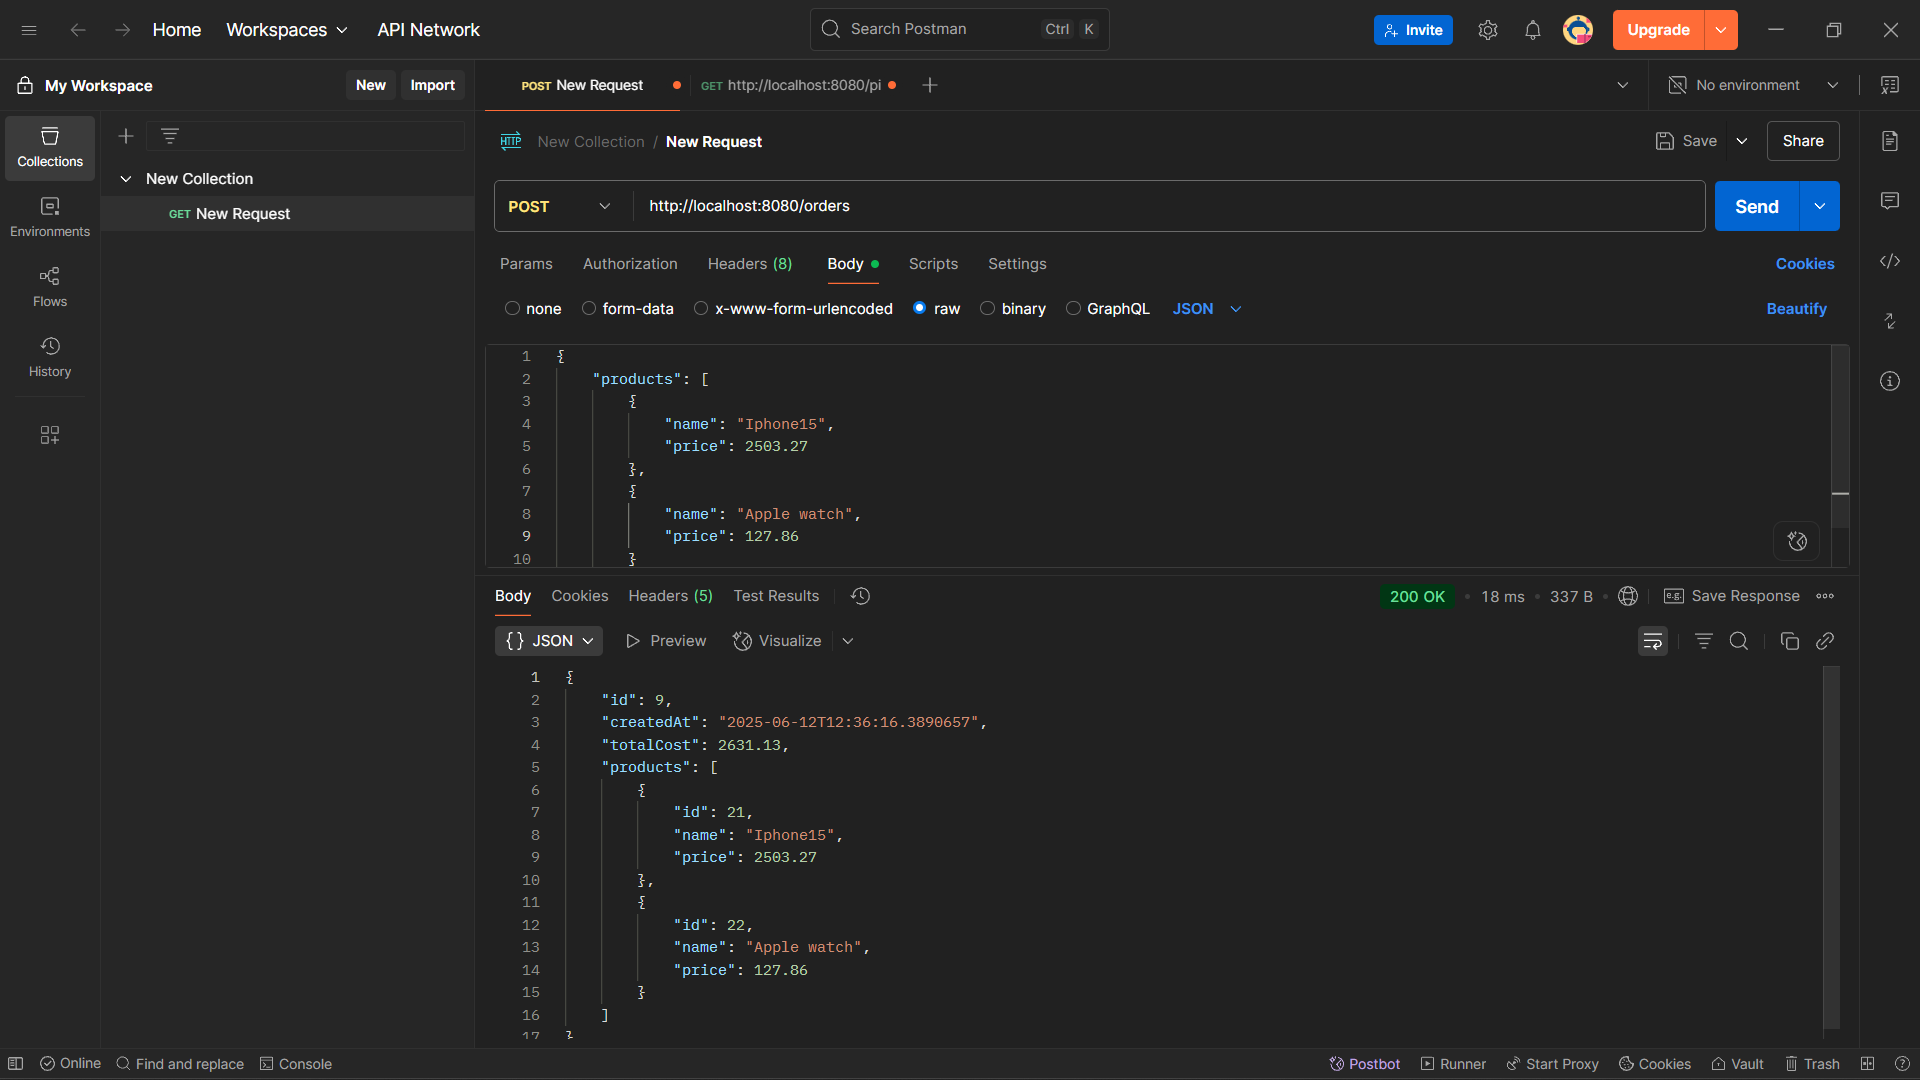 Home Workspaces API Network Search Postman Ctrl K Invite Upgrade
My Workspace New Import POST New Request GET http://localhost:8080/pi No environment
Collections
Environments
Flows
History
New Collection
GET New Request
HTTP New Collection / New Request Save Share
POST http://localhost:8080/orders Send
Params Authorization Headers (8) Body Scripts Settings Cookies
none form-data x-www-form-urlencoded raw binary GraphQL JSON Beautify
1 {
2 "products": [
3 {
4 "name": "Iphone15",
5 "price": 2503.27
6 },
7 {
8 "name": "Apple watch",
9 "price": 127.86
10 }
Body Cookies Headers (5) Test Results 200 OK • 18 ms • 337 B • e.g. Save Response
{} JSON Preview Visualize
1 {
2 "id": 9,
3 "createdAt": "2025-06-12T12:36:16.3890657",
4 "totalCost": 2631.13,
5 "products": [
6 {
7 "id": 21,
8 "name": "Iphone15",
9 "price": 2503.27
10 },
11 {
12 "id": 22,
13 "name": "Apple watch",
14 "price": 127.86
15 }
16 ]
17 }
Online Find and replace Console Postbot Runner Start Proxy Cookies Vault Trash